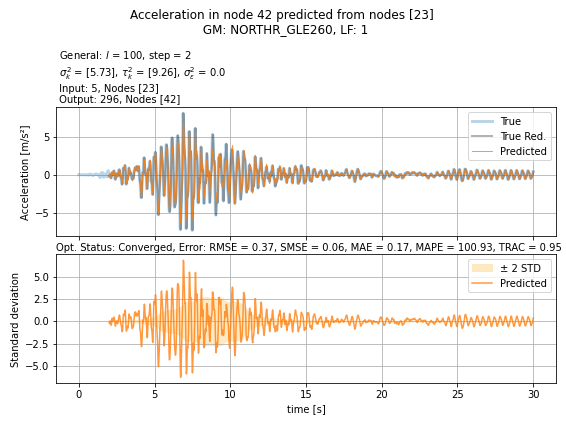 Acceleration in node 42 predicted from nodes [23]
GM: NORTHR_GLE260, LF: 1
General: l = 100, step = 2
σ²ₖ = [5.73], τ²ₖ = [9.26], σ²ε = 0.0
Input: 5, Nodes [23]
Output: 296, Nodes [42]
Acceleration [m/s²]
5
0
−5
True
True Red.
Predicted
Opt. Status: Converged, Error: RMSE = 0.37, SMSE = 0.06, MAE = 0.17, MAPE = 100.93, TRAC = 0.95
Standard deviation
5.0
2.5
0.0
−2.5
−5.0
± 2 STD
Predicted
0 5 10 15 20 25 30
time [s]